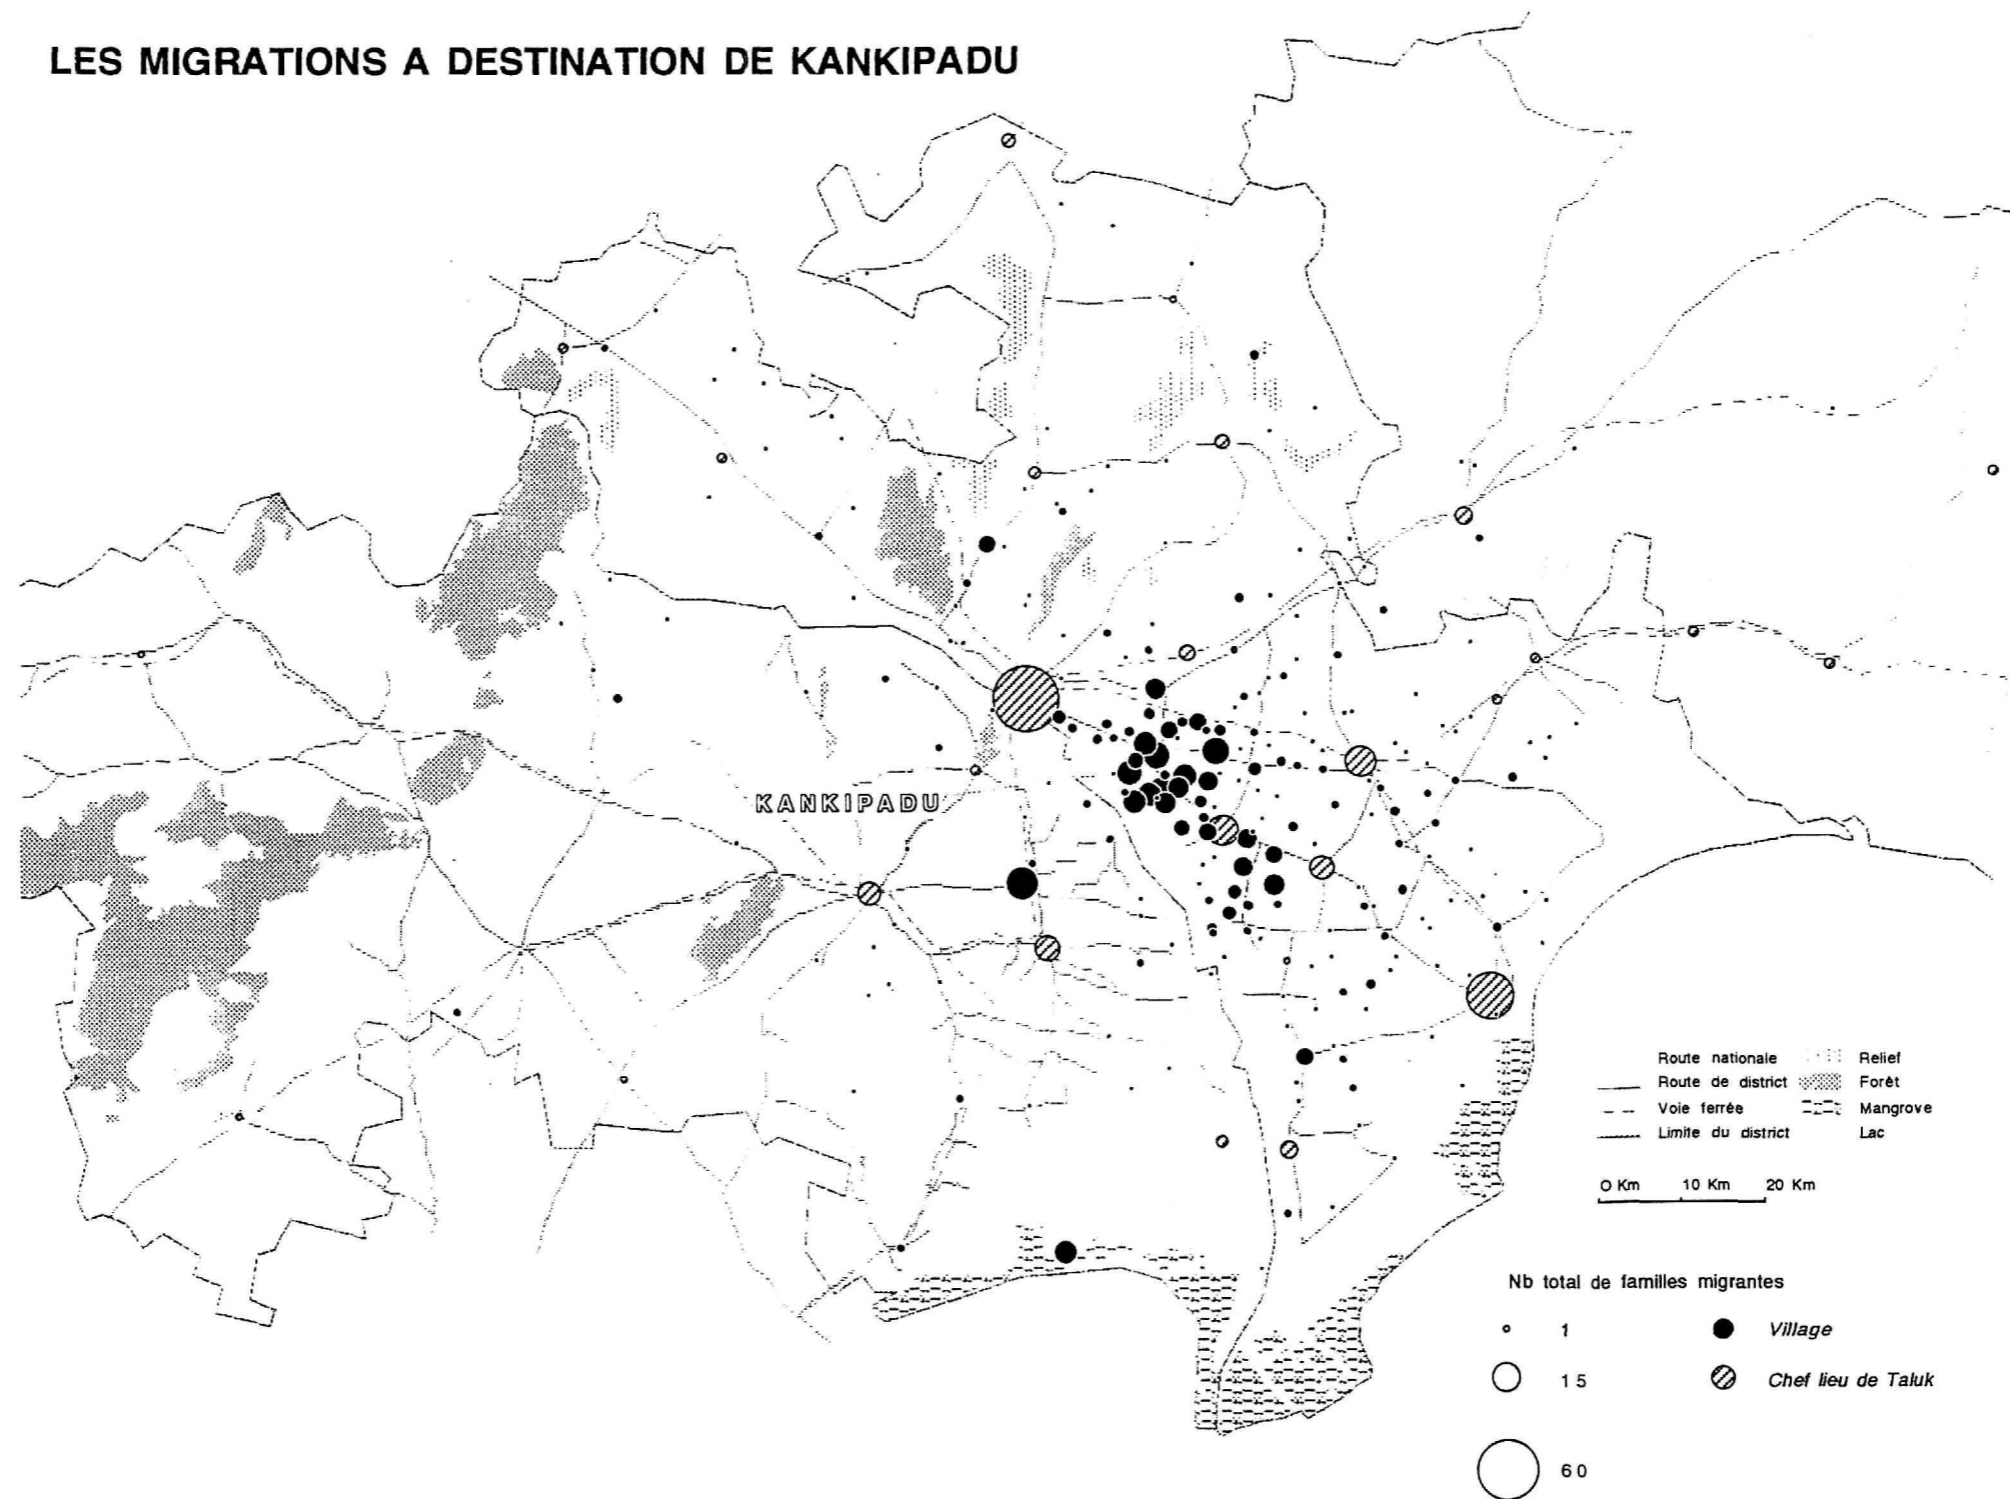 LES MIGRATIONS A DESTINATION DE KANKIPADU
KANKIPADU
Route nationale
Relief
Route de district
Forêt
Voie ferrée
Mangrove
Limite du district
Lac
O Km 10 Km 20 Km
Nb total de familles migrantes
1
Village
15
Chef lieu de Taluk
60